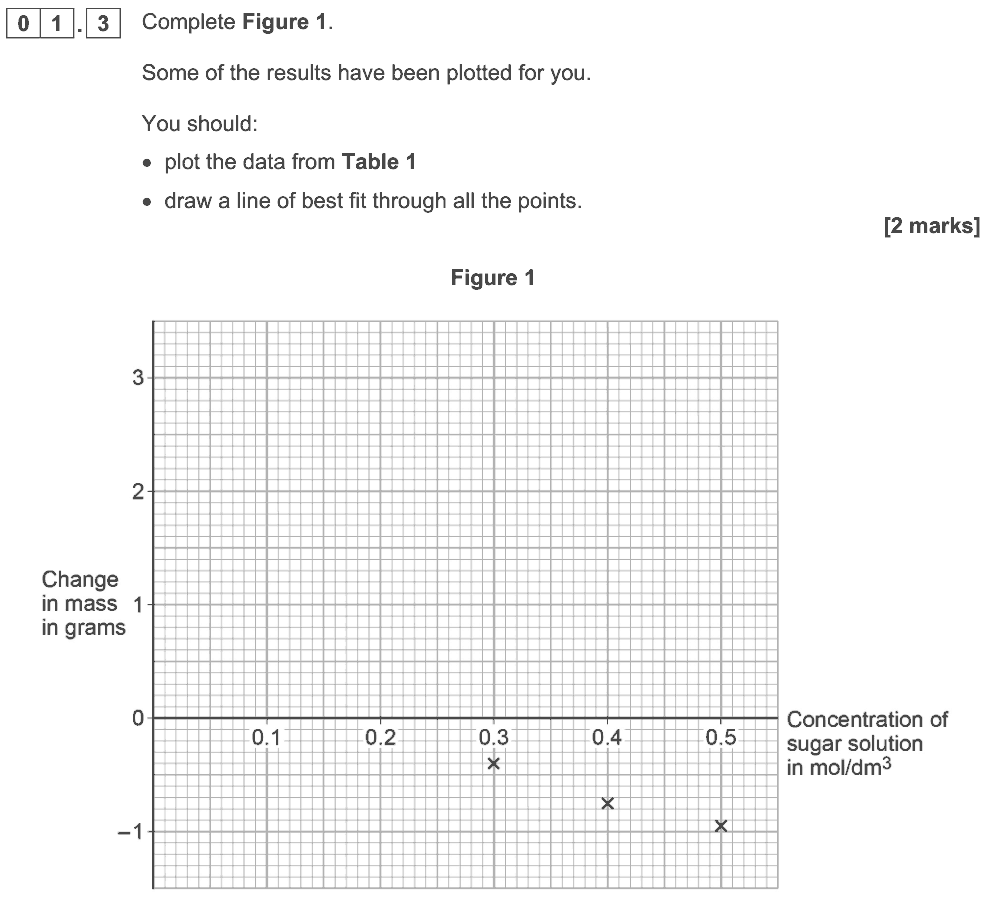 0 1 . 3 Complete Figure 1.
Some of the results have been plotted for you.
You should:
• plot the data from Table 1
• draw a line of best fit through all the points.
[2 marks]
Figure 1
3
2
Change
in mass 1
in grams
0
0.1 0.2 0.3 0.4 0.5
Concentration of
sugar solution
in mol/dm³
–1